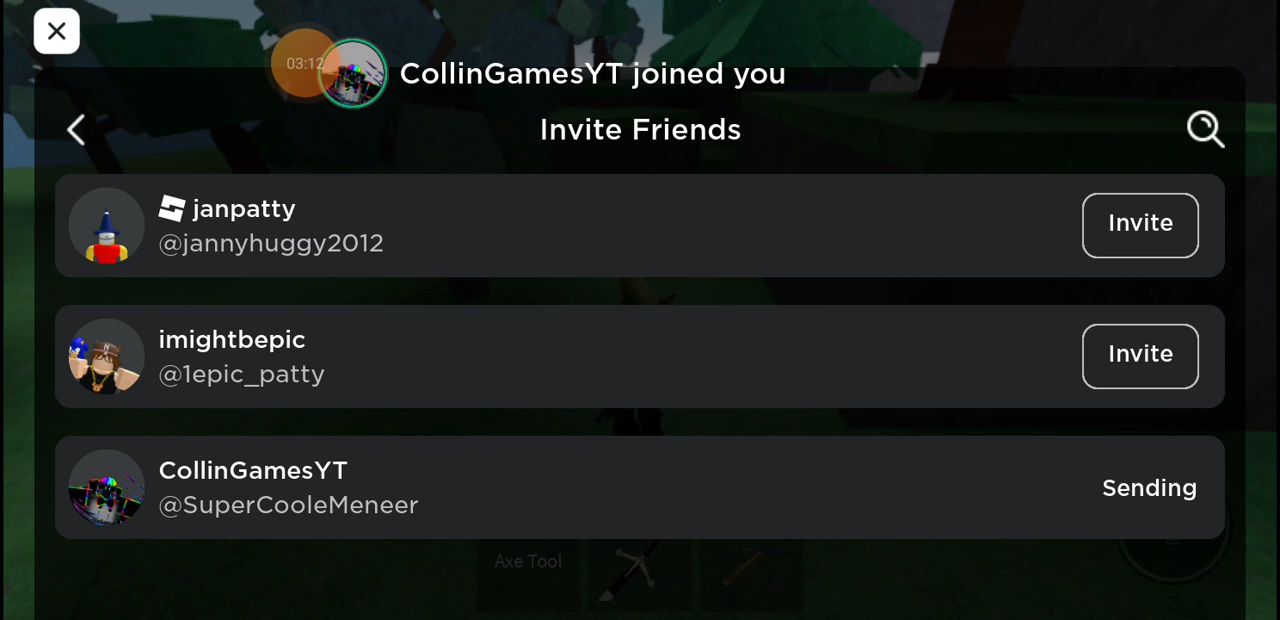 03:12
CollinGamesYT joined you
Invite Friends
janpatty
@jannyhuggy2012
Invite
imightbepic
@1epic_patty
Invite
CollinGamesYT
@SuperCooleMeneer
Sending
Axe Tool